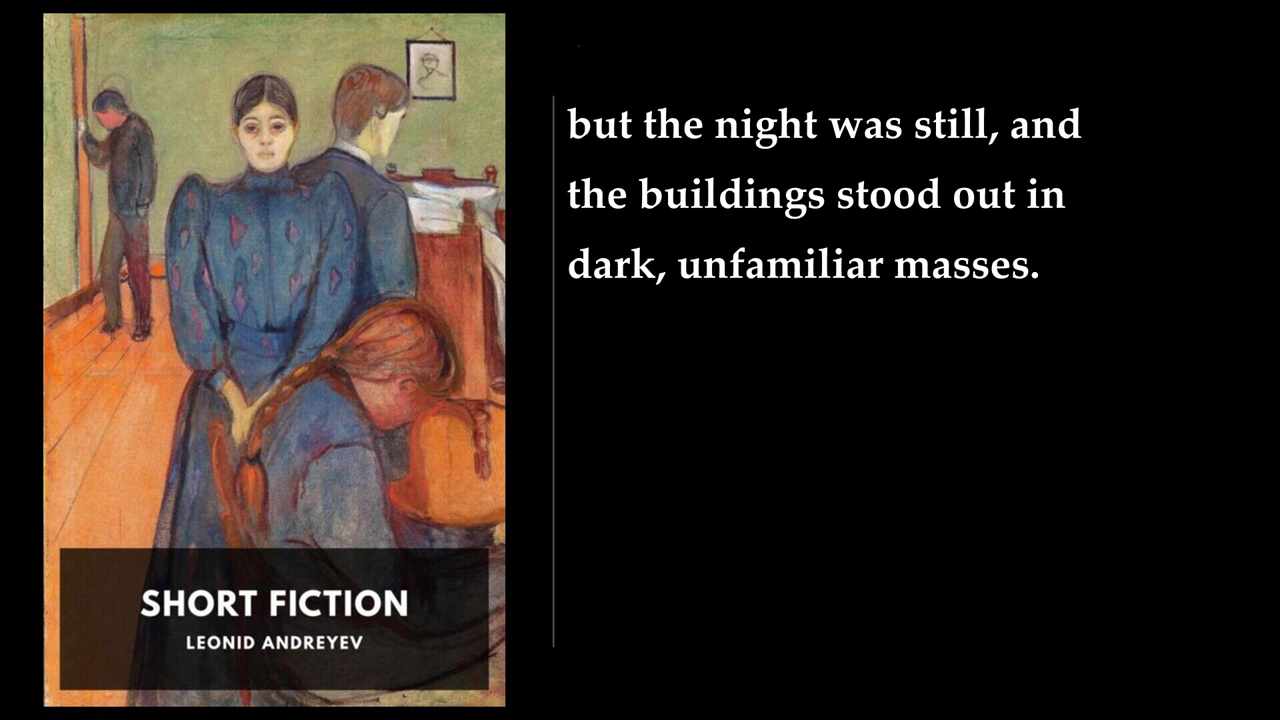 but the night was still, and
the buildings stood out in
dark, unfamiliar masses.
SHORT FICTION
LEONID ANDREYEV